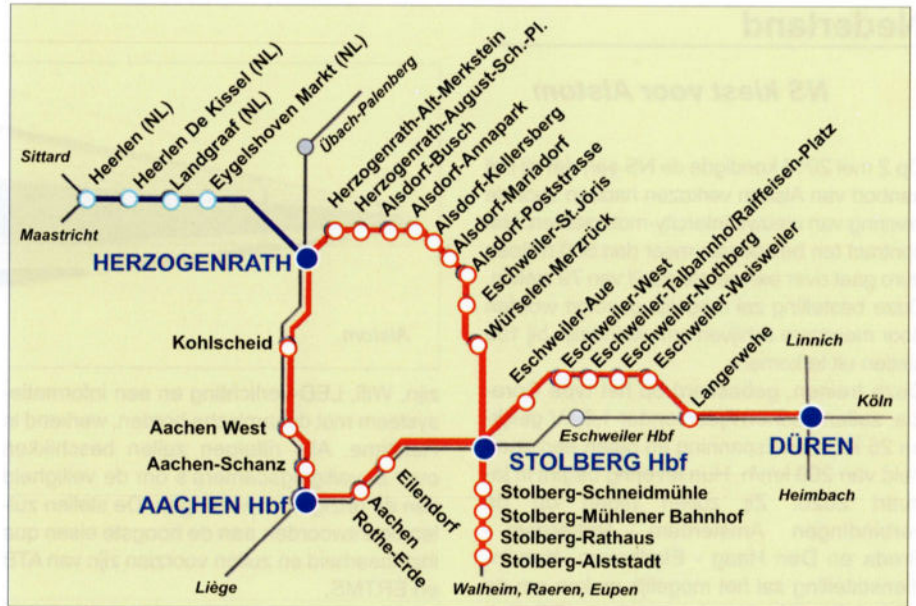 Nederland
NS kiest voor Alstom
Sittard
Maastricht
Heerlen (NL)
Heerlen De Kissel (NL)
Landgraaf (NL)
Eygelshoven Markt (NL)
Übach-Palenberg
HERZOGENRATH
Herzogenrath-Alt-Merkstein
Herzogenrath-August-Sch.-Pl.
Alsdorf-Busch
Alsdorf-Annapark
Alsdorf-Kellersberg
Alsdorf-Mariadorf
Alsdorf-Poststrasse
Eschweiler-St.Jöris
Würselen-Merzrück
Kohlscheid
Aachen West
Aachen-Schanz
AACHEN Hbf
Liège
Aachen
Rothe-Erde
Eilendorf
STOLBERG Hbf
Eschweiler-Aue
Eschweiler-West
Eschweiler-Talbahnhf/Raiffeisen-Platz
Eschweiler-Nothberg
Eschweiler-Weisweiler
Eschweiler Hbf
Langerwehe
Linnich
Köln
DÜREN
Heimbach
Stolberg-Schneidmühle
Stolberg-Mühlener Bahnhof
Stolberg-Rathaus
Stolberg-Altstadt
Walheim, Raeren, Eupen